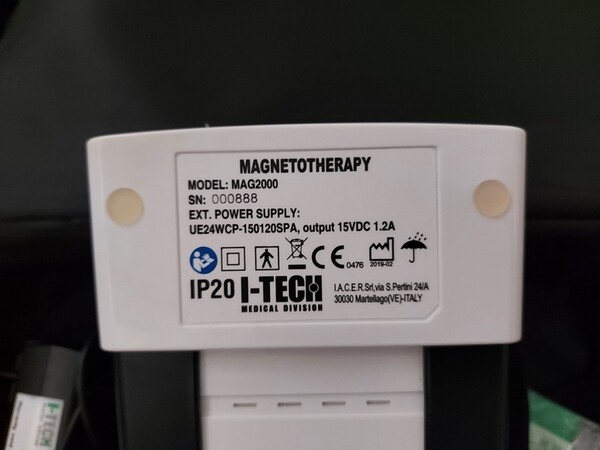 MAGNETOTHERAPY
MODEL: MAG2000
SN: 000888
EXT. POWER SUPPLY:
UE24WCP-150120SPA, output 15VDC 1.2A
CE 0476
2019-02
IP20 I-TECH
MEDICAL DIVISION
I.A.C.E.R.Srl,via S.Pertini 24/A
30030 Martellago(VE)-ITALY
I-TECH